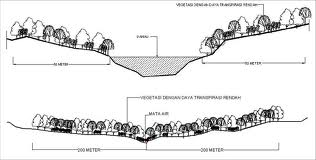 VEGETASI DENGAN DAYA TRANSPIRASI RENDAH
SUNGAI
50 METER
50 METER
VEGETASI DENGAN DAYA TRANSPIRASI RENDAH
MATA AIR
200 METER
200 METER